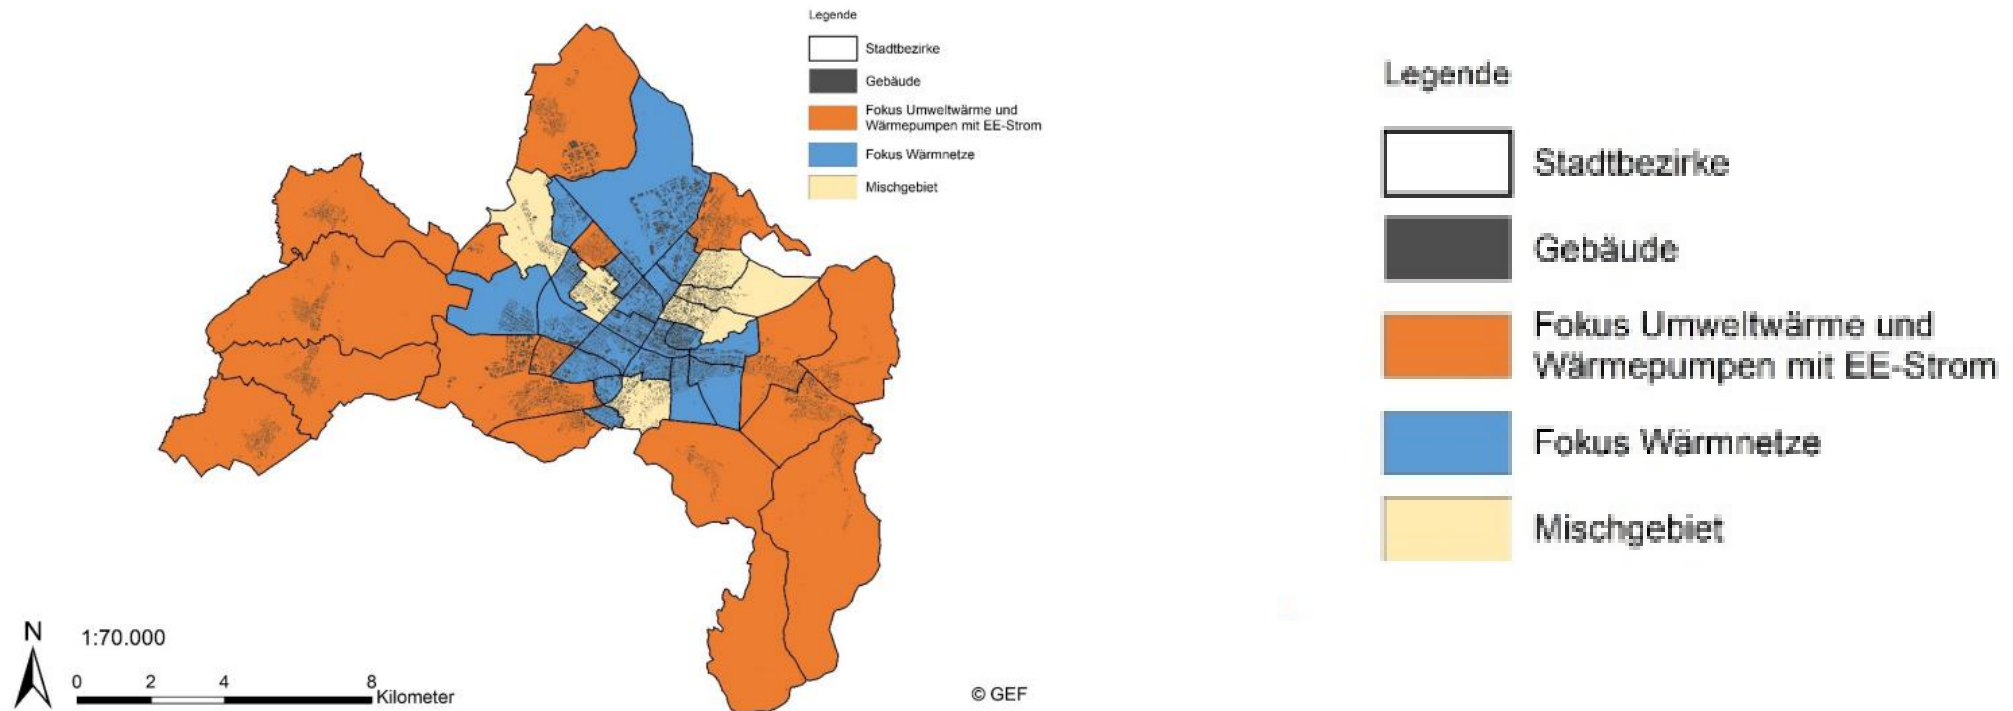 Legende
Stadtbezirke
Gebäude
Fokus Umweltwärme und
Wärmepumpen mit EE-Strom
Fokus Wärmnetze
Mischgebiet
N
1:70.000
0 2 4 8
Kilometer
© GEF
Legende
Stadtbezirke
Gebäude
Fokus Umweltwärme und
Wärmepumpen mit EE-Strom
Fokus Wärmnetze
Mischgebiet